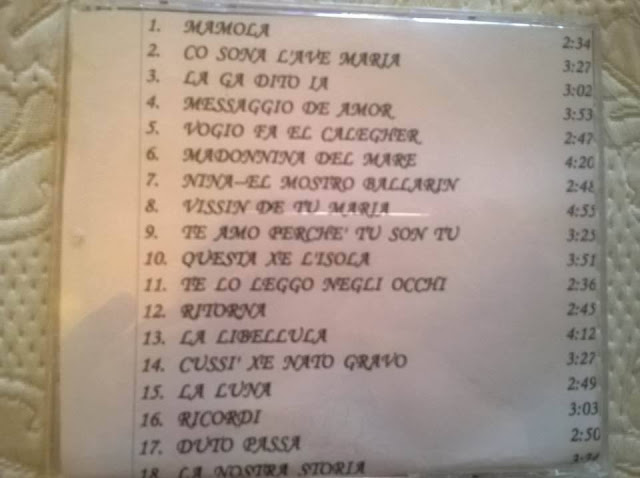 1. MAMOLA 2:34
2. CO SONA L'AVE MARIA 3:27
3. LA GA DITO IA 3:02
4. MESSAGGIO DE AMOR 3:53
5. VOGIO FA EL CALEGHER 2:47
6. MADONNINA DEL MARE 4:20
7. NINA-EL MOSTRO BALLARIN 2:48
8. VISSIN DE TU MARIA 4:55
9. TE AMO PERCHE' TU SON TU 3:25
10. QUESTA XE L'ISOLA 3:51
11. TE LO LEGGO NEGLI OCCHI 2:36
12. RITORNA 2:45
13. LA LIBELLULA 4:12
14. CUSSI' XE NATO GRAVO 3:27
15. LA LUNA 2:49
16. RICORDI 3:03
17. DUTO PASSA 2:50
18. LA NOSTRA STORIA